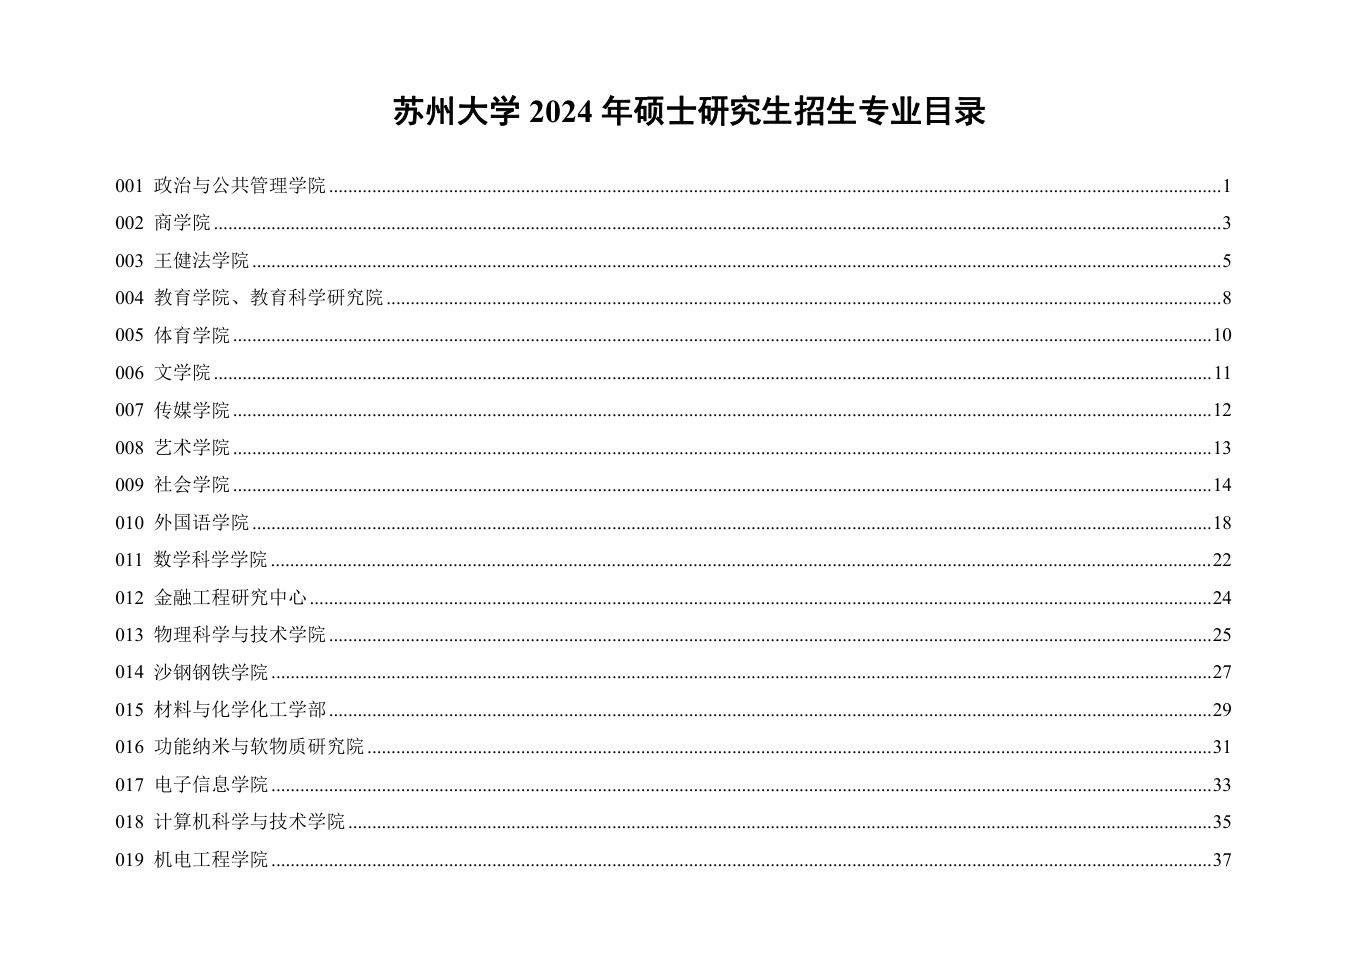 苏州大学 2024 年硕士研究生招生专业目录
001 政治与公共管理学院........1
002 商学院........3
003 王健法学院........5
004 教育学院、教育科学研究院........8
005 体育学院........10
006 文学院........11
007 传媒学院........12
008 艺术学院........13
009 社会学院........14
010 外国语学院........18
011 数学科学学院........22
012 金融工程研究中心........24
013 物理科学与技术学院........25
014 沙钢钢铁学院........27
015 材料与化学化工学部........29
016 功能纳米与软物质研究院........31
017 电子信息学院........33
018 计算机科学与技术学院........35
019 机电工程学院........37